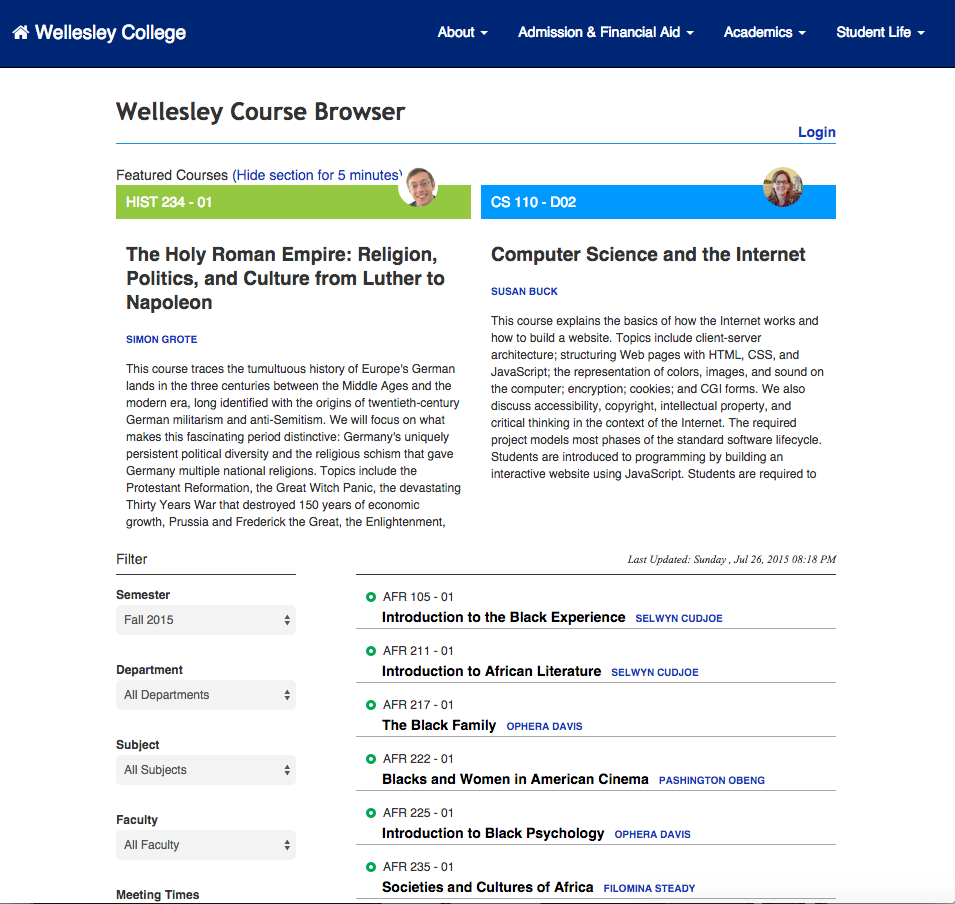 Wellesley College
About
Admission & Financial Aid
Academics
Student Life
Wellesley Course Browser
Login
Featured Courses (Hide section for 5 minutes)
HIST 234 - 01
The Holy Roman Empire: Religion,
Politics, and Culture from Luther to
Napoleon
SIMON GROTE
This course traces the tumultuous history of Europe's German
lands in the three centuries between the Middle Ages and the
modern era, long identified with the origins of twentieth-century
German militarism and anti-Semitism. We will focus on what
makes this fascinating period distinctive: Germany's uniquely
persistent political diversity and the religious schism that gave
Germany multiple national religions. Topics include the
Protestant Reformation, the Great Witch Panic, the devastating
Thirty Years War that destroyed 150 years of economic
growth, Prussia and Frederick the Great, the Enlightenment,
CS 110 - D02
Computer Science and the Internet
SUSAN BUCK
This course explains the basics of how the Internet works and
how to build a website. Topics include client-server
architecture; structuring Web pages with HTML, CSS, and
JavaScript; the representation of colors, images, and sound on
the computer; encryption; cookies; and CGI forms. We also
discuss accessibility, copyright, intellectual property, and
critical thinking in the context of the Internet. The required
project models most phases of the standard software lifecycle.
Students are introduced to programming by building an
interactive website using JavaScript. Students are required to
Filter
Semester
Fall 2015
Department
All Departments
Subject
All Subjects
Faculty
All Faculty
Meeting Times
Last Updated: Sunday , Jul 26, 2015 08:18 PM
AFR 105 - 01
Introduction to the Black Experience SELWYN CUDJOE
AFR 211 - 01
Introduction to African Literature SELWYN CUDJOE
AFR 217 - 01
The Black Family OPHERA DAVIS
AFR 222 - 01
Blacks and Women in American Cinema PASHINGTON OBENG
AFR 225 - 01
Introduction to Black Psychology OPHERA DAVIS
AFR 235 - 01
Societies and Cultures of Africa FILOMINA STEADY